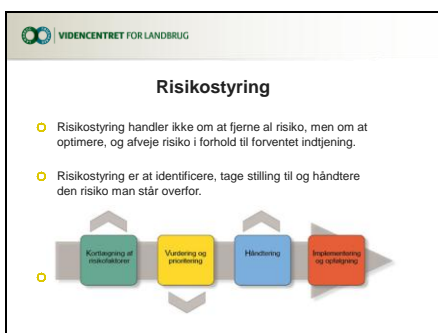 VIDENCENTRET FOR LANDBRUG
Risikostyring
Risikostyring handler ikke om at fjerne al risiko, men om at
optimere, og afveje risiko i forhold til forventet indtjening.
Risikostyring er at identificere, tage stilling til og håndtere
den risiko man står overfor.
Kortlægning af
risikofaktorer
Vurdering og
prioritering
Håndtering
Implementering
og opfølgning